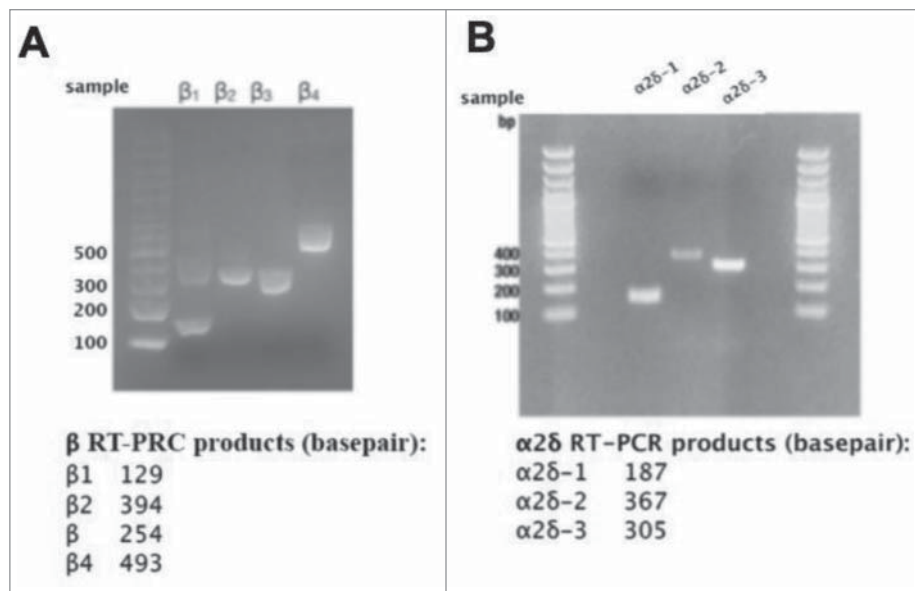 A
sample β1 β2 β3 β4
500
300
200
100
β RT-PRC products (basepair):
β1 129
β2 394
β 254
β4 493
B
α2δ-1 α2δ-2 α2δ-3
sample
bp
400
300
200
100
α2δ RT-PCR products (basepair):
α2δ-1 187
α2δ-2 367
α2δ-3 305